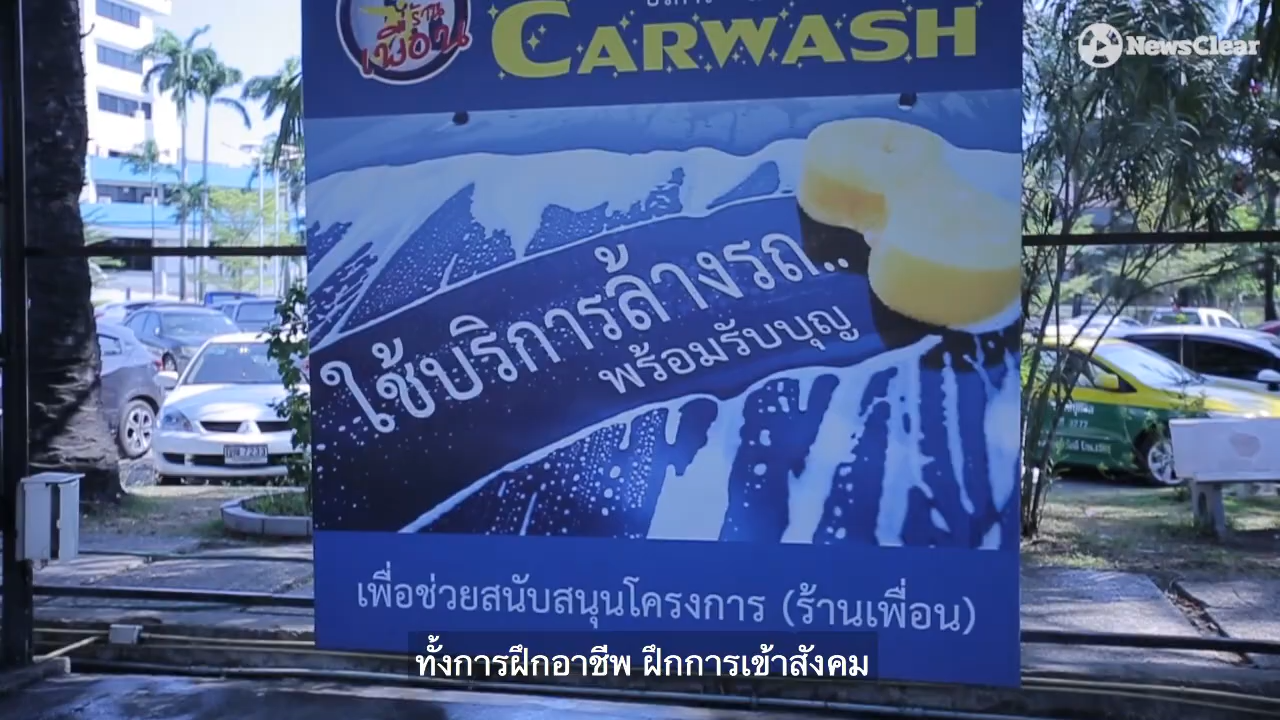 ร้าน
เพื่อน
CARWASH
NewsClear
ใช้บริการล้างรถ..
พร้อมรับบุญ
เพื่อช่วยสนับสนุนโครงการ (ร้านเพื่อน)
ทั้งการฝึกอาชีพ ฝึกการเข้าสังคม